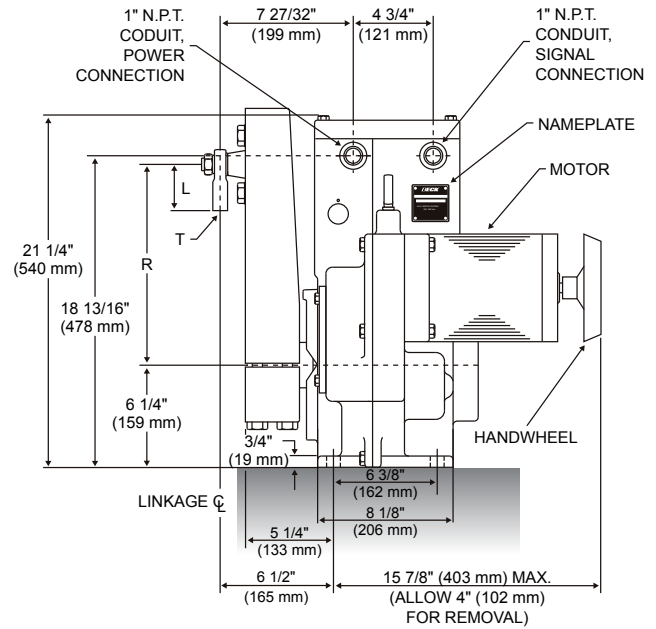 1" N.P.T.
CODUIT,
POWER
CONNECTION
7 27/32"
(199 mm)
4 3/4"
(121 mm)
1" N.P.T.
CONDUIT,
SIGNAL
CONNECTION
NAMEPLATE
MOTOR
L
T
R
21 1/4"
(540 mm)
18 13/16"
(478 mm)
6 1/4"
(159 mm)
3/4"
(19 mm)
HANDWHEEL
LINKAGE ℄
6 3/8"
(162 mm)
8 1/8"
(206 mm)
5 1/4"
(133 mm)
6 1/2"
(165 mm)
15 7/8" (403 mm) MAX.
(ALLOW 4" (102 mm)
FOR REMOVAL)